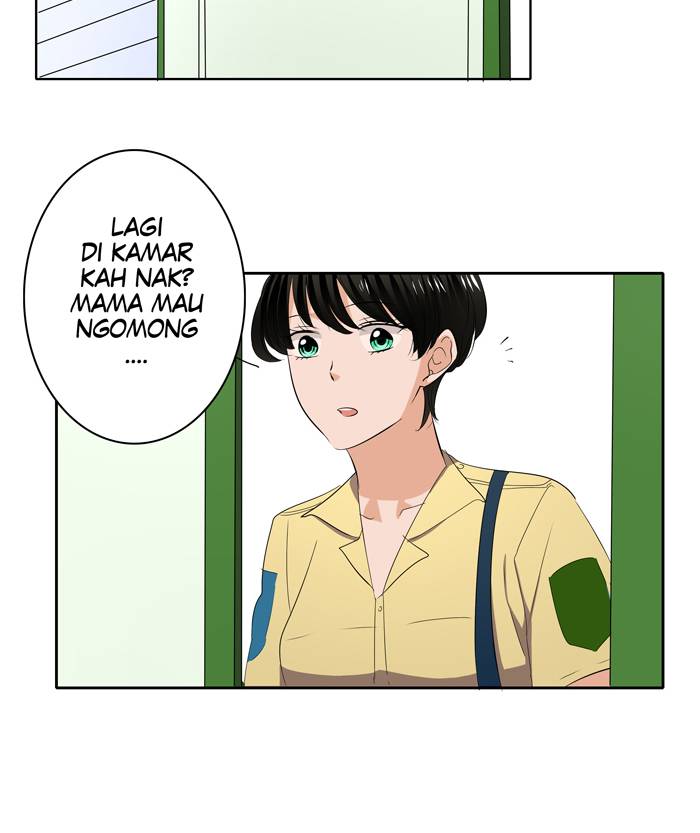 LAGI
DI KAMAR
KAH NAK?
MAMA MAU
NGOMONG
....